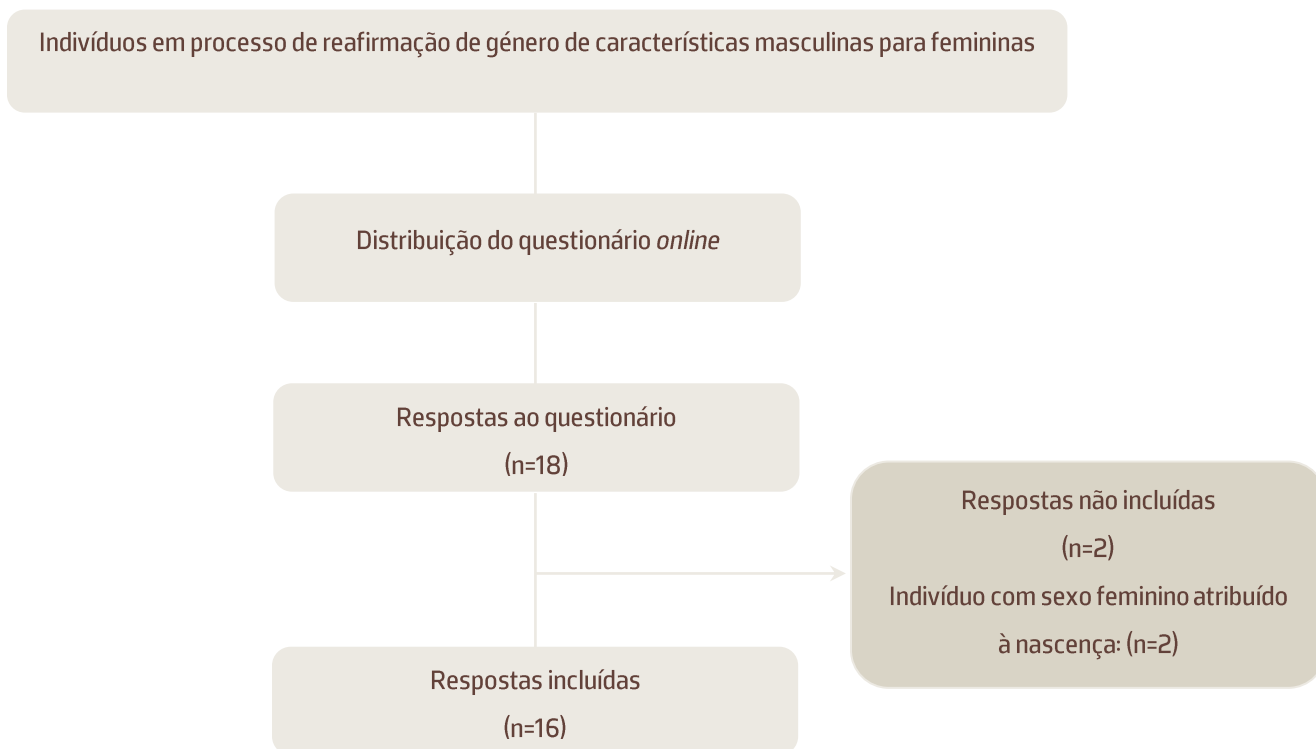 Indivíduos em processo de reafirmação de género de características masculinas para femininas
Distribuição do questionário online
Respostas ao questionário
(n=18)
Respostas não incluídas
(n=2)
Indivíduo com sexo feminino atribuído
à nascença: (n=2)
Respostas incluídas
(n=16)